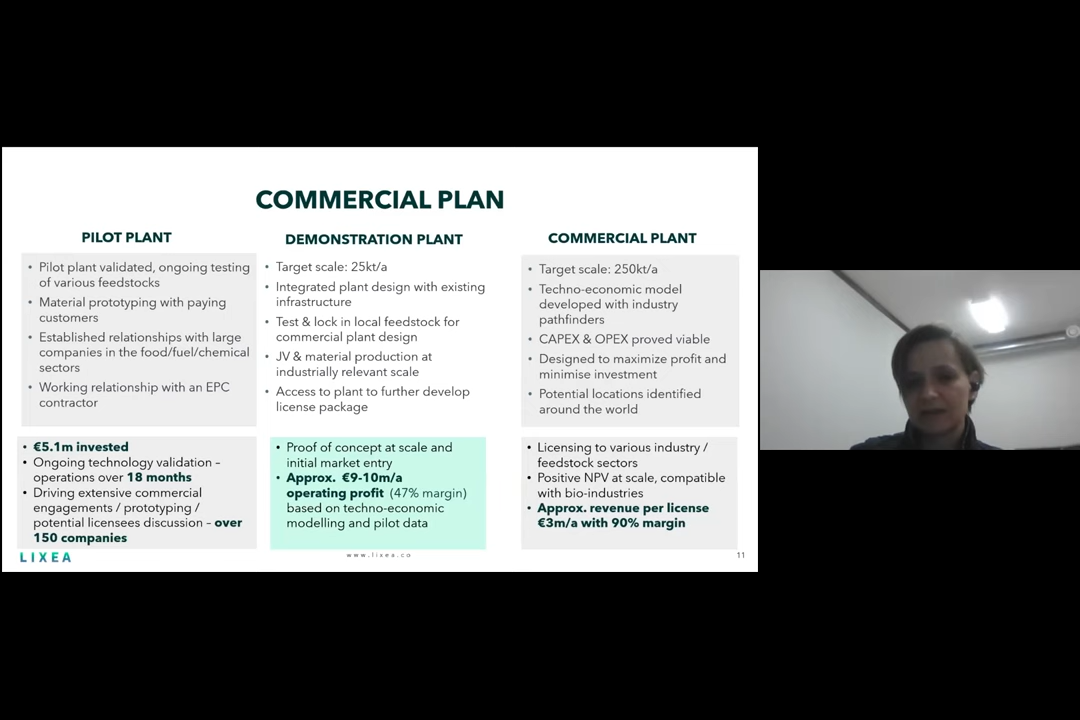 COMMERCIAL PLAN
PILOT PLANT
• Pilot plant validated, ongoing testing
of various feedstocks
• Material prototyping with paying
customers
• Established relationships with large
companies in the food/fuel/chemical
sectors
• Working relationship with an EPC
contractor
• €5.1m invested
• Ongoing technology validation –
operations over 18 months
• Driving extensive commercial
engagements / prototyping /
potential licensees discussion – over
150 companies
DEMONSTRATION PLANT
• Target scale: 25kt/a
• Integrated plant design with existing
infrastructure
• Test & lock in local feedstock for
commercial plant design
• JV & material production at
industrially relevant scale
• Access to plant to further develop
license package
• Proof of concept at scale and
initial market entry
• Approx. €9-10m/a
operating profit (47% margin)
based on techno-economic
modelling and pilot data
COMMERCIAL PLANT
• Target scale: 250kt/a
• Techno-economic model
developed with industry
pathfinders
• CAPEX & OPEX proved viable
• Designed to maximize profit and
minimise investment
• Potential locations identified
around the world
• Licensing to various industry /
feedstock sectors
• Positive NPV at scale, compatible
with bio-industries
• Approx. revenue per license
€3m/a with 90% margin
LIXEA
www.lixea.co
11